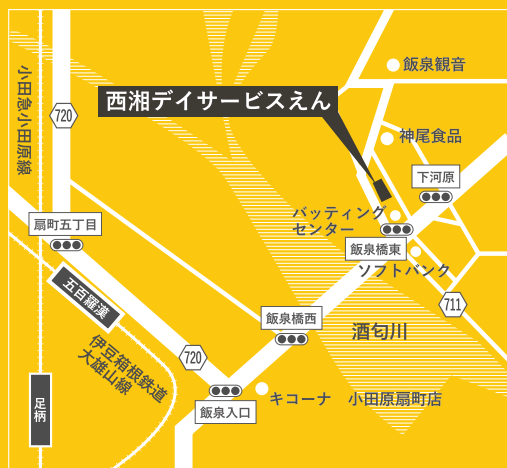 飯泉観音
小田急小田原線
720
西湘デイサービスえん
神尾食品
下河原
バッティング
センター
扇町五丁目
飯泉橋東
ソフトバンク
五百羅漢
711
飯泉橋西
酒匂川
伊豆箱根鉄道
大雄山線
720
足柄
飯泉入口
キコーナ 小田原扇町店